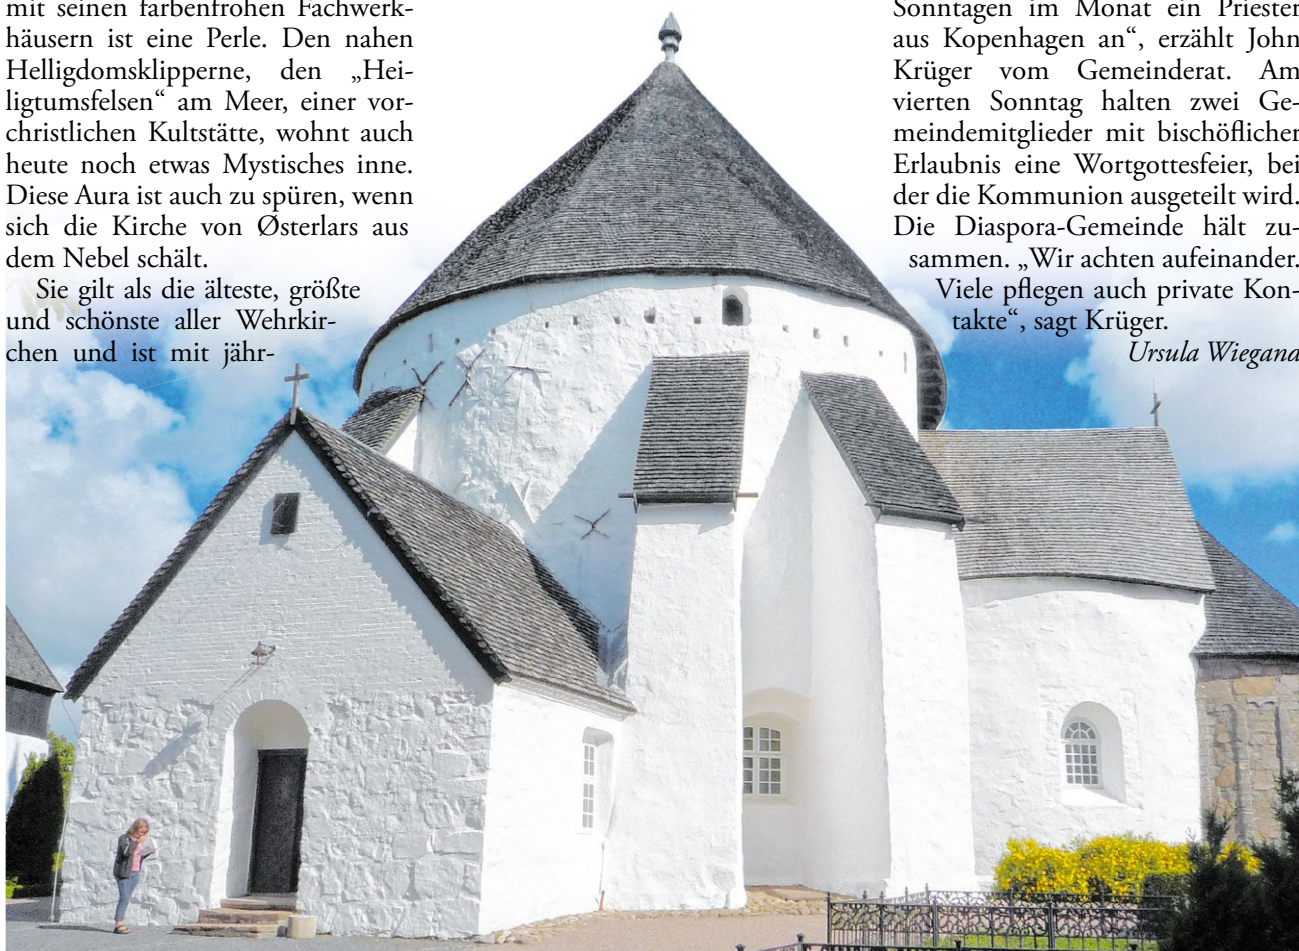 mit seinen farbenfrohen Fachwerk-
häusern ist eine Perle. Den nahen
Helligdomsklipperne, den „Hei-
ligtumsfelsen“ am Meer, einer vor-
christlichen Kultstätte, wohnt auch
heute noch etwas Mystisches inne.
Diese Aura ist auch zu spüren, wenn
sich die Kirche von Østerlars aus
dem Nebel schält.
Sie gilt als die älteste, größte
und schönste aller Wehrkir-
chen und ist mit jähr-
Sonntagen im Monat ein Priester
aus Kopenhagen an“, erzählt John
Krüger vom Gemeinderat. Am
vierten Sonntag halten zwei Ge-
meindemitglieder mit bischöflicher
Erlaubnis eine Wortgottesfeier, bei
der die Kommunion ausgeteilt wird.
Die Diaspora-Gemeinde hält zu-
sammen. „Wir achten aufeinander.
Viele pflegen auch private Kon-
takte“, sagt Krüger.
Ursula Wiegand